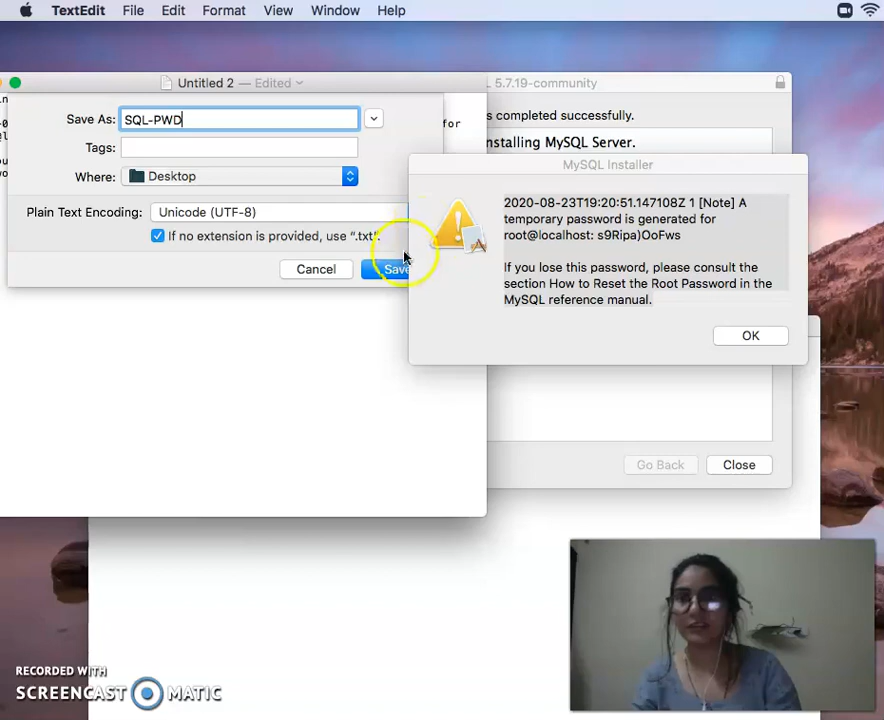 TextEdit File Edit Format View Window Help
Untitled 2 — Edited
5.7.19-community
Save As: SQL-PWD
for
s completed successfully.
Tags:
nstalling MySQL Server.
Where: Desktop
MySQL Installer
Plain Text Encoding: Unicode (UTF-8)
If no extension is provided, use “.txt”.
Cancel
Save
2020-08-23T19:20:51.147108Z 1 [Note] A
temporary password is generated for
root@localhost: s9Ripa)OoFws
If you lose this password, please consult the
section How to Reset the Root Password in the
MySQL reference manual.
OK
Go Back
Close
RECORDED WITH
SCREENCAST MATIC